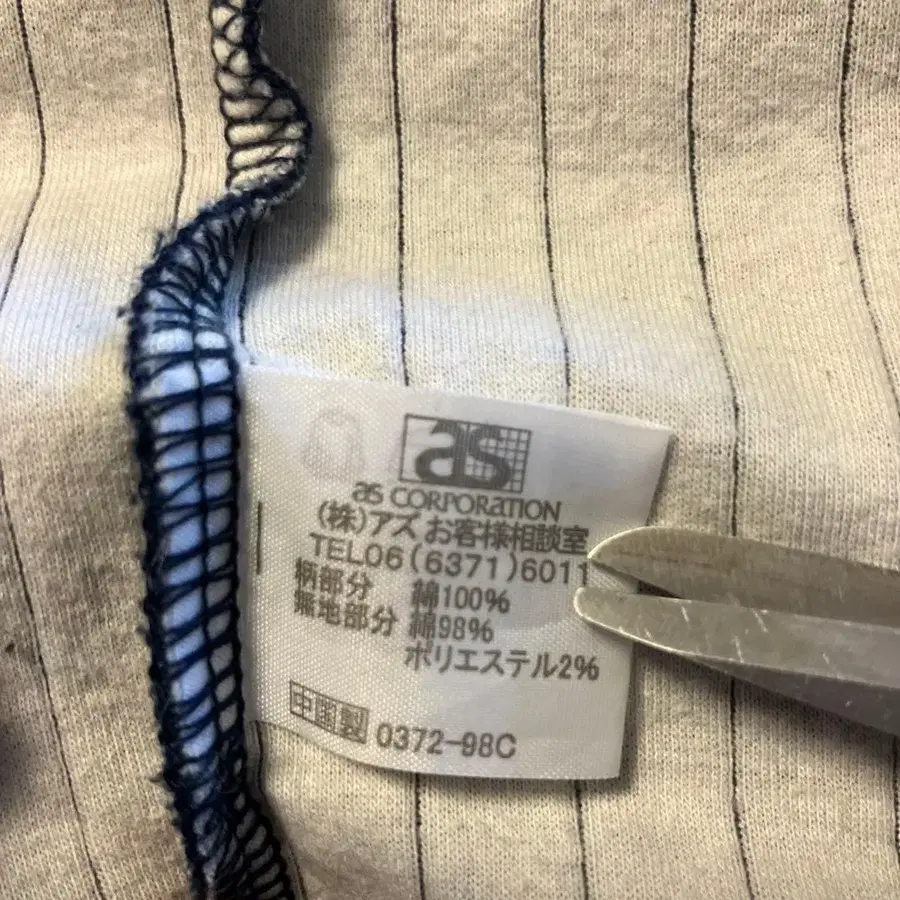 as
as CORPORATION
(株)アズ お客様相談室
TEL06(6371)6011
柄部分 綿100%
無地部分 綿98%
ポリエステル2%
中国製 0372-98C